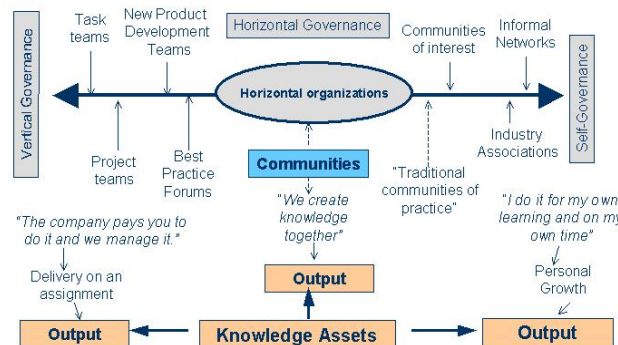 Horizontal Governance
New Product
Development
Teams
Task
teams
Communities
of interest
Informal
Networks
Vertical Governance
Horizontal organizations
Self-Governance
Project
teams
Best
Practice
Forums
Communities
"Traditional
communities of
practice"
Industry
Associations
"The company pays you to
do it and we manage it."
"We create
knowledge
together"
"I do it for my own
learning and on my
own time"
Delivery on an
assignment
Output
Personal
Growth
Output
Knowledge Assets
Output